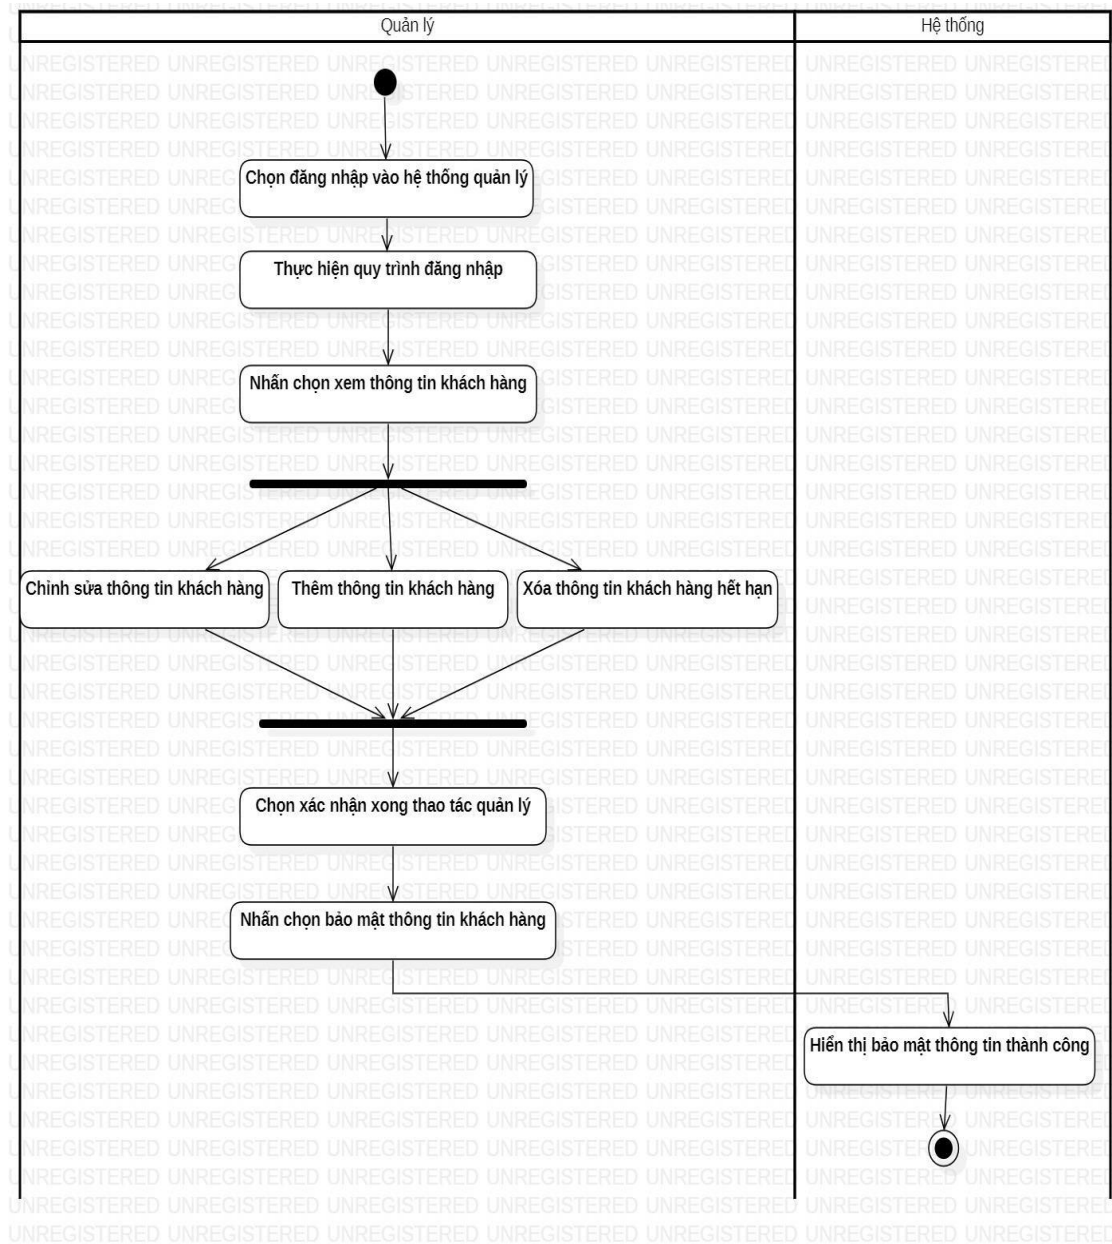 Quản lý
Hệ thống
Chọn đăng nhập vào hệ thống quản lý
Thực hiện quy trình đăng nhập
Nhấn chọn xem thông tin khách hàng
Chỉnh sửa thông tin khách hàng
Thêm thông tin khách hàng
Xóa thông tin khách hàng hết hạn
Chọn xác nhận xong thao tác quản lý
Nhấn chọn bảo mật thông tin khách hàng
Hiển thị bảo mật thông tin thành công
UNREGISTERED